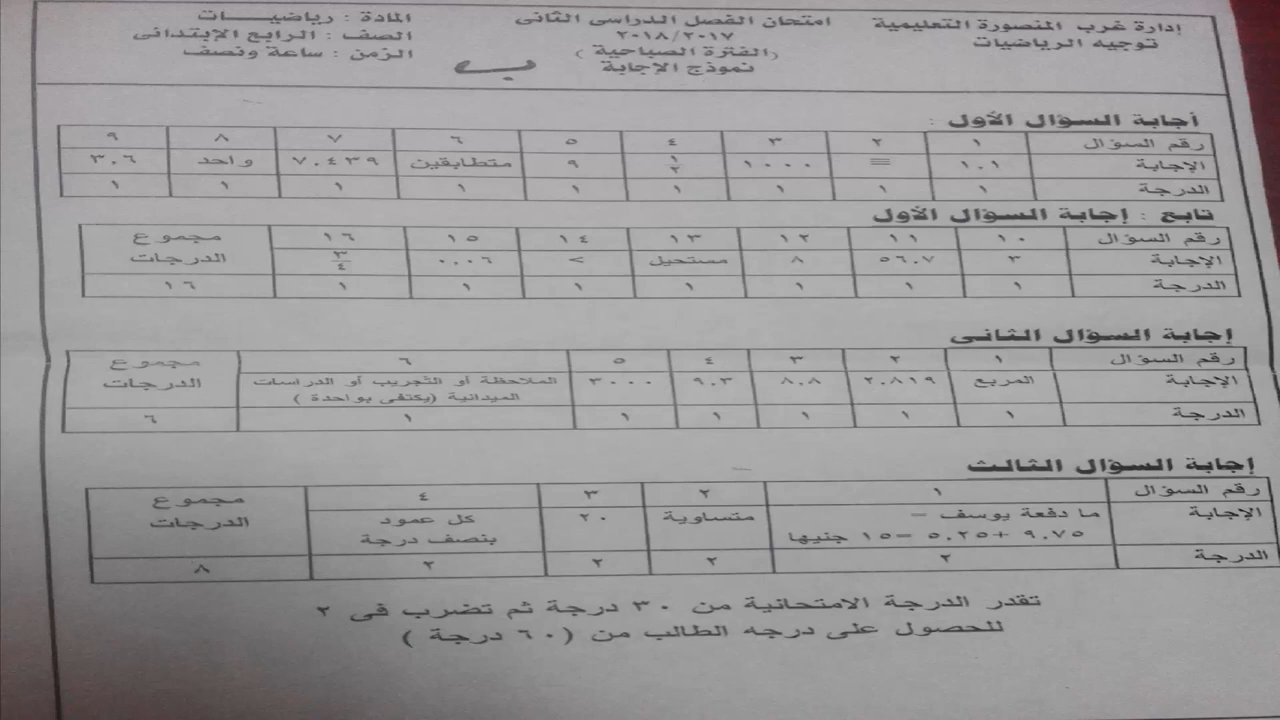 إدارة غرب المنصورة التعليمية امتحان الفصل الدراسى الثانى المادة : رياضيـــات
توجيه الرياضيات ٢٠١٨/٢٠١٧ الصف : الرابع الإبتدائى
(الفترة الصباحية ) الزمن : ساعة ونصف
نموذج الإجابة ب
أجابة السؤال الأول :
رقم السؤال ١ ٢ ٣ ٤ ٥ ٦ ٧ ٨ ٩
الإجابة ١٠١ ≡ ١٠٠٠ ١/٢ ٩ متطابقين ٧.٤٣٩ واحد ٣.٦
الدرجة ١ ١ ١ ١ ١ ١ ١ ١ ١
تابع : إجابة السؤال الأول
رقم السؤال ١٠ ١١ ١٢ ١٣ ١٤ ١٥ ١٦ مجموع الدرجات
الإجابة ٣ ٥٦.٧ ٨ مستحيل > ٠.٠٦ ٣/٤
الدرجة ١ ١ ١ ١ ١ ١ ١ ١٦
إجابة السؤال الثانى
رقم السؤال ١ ٢ ٣ ٤ ٥ ٦ مجموع الدرجات
الإجابة المربع ٢.٨١٩ ٨.٨ ٩.٣ ٣٠٠٠ الملاحظة أو التجريب أو الدراسات
الميدانية (يكتفى بواحدة )
الدرجة ١ ١ ١ ١ ١ ١ ٦
إجابة السؤال الثالث
رقم السؤال ١ ٢ ٣ ٤ مجموع الدرجات
الإجابة ما دفعة يوسف = متساوية ٢٠ كل عمود
٩.٧٥ +٥.٢٥ =١٥ جنيها بنصف درجة
الدرجة ٢ ٢ ٢ ٢ ٨
تقدر الدرجة الامتحانية من ٣٠ درجة ثم تضرب فى ٢
للحصول على درجه الطالب من (٦٠ درجة )